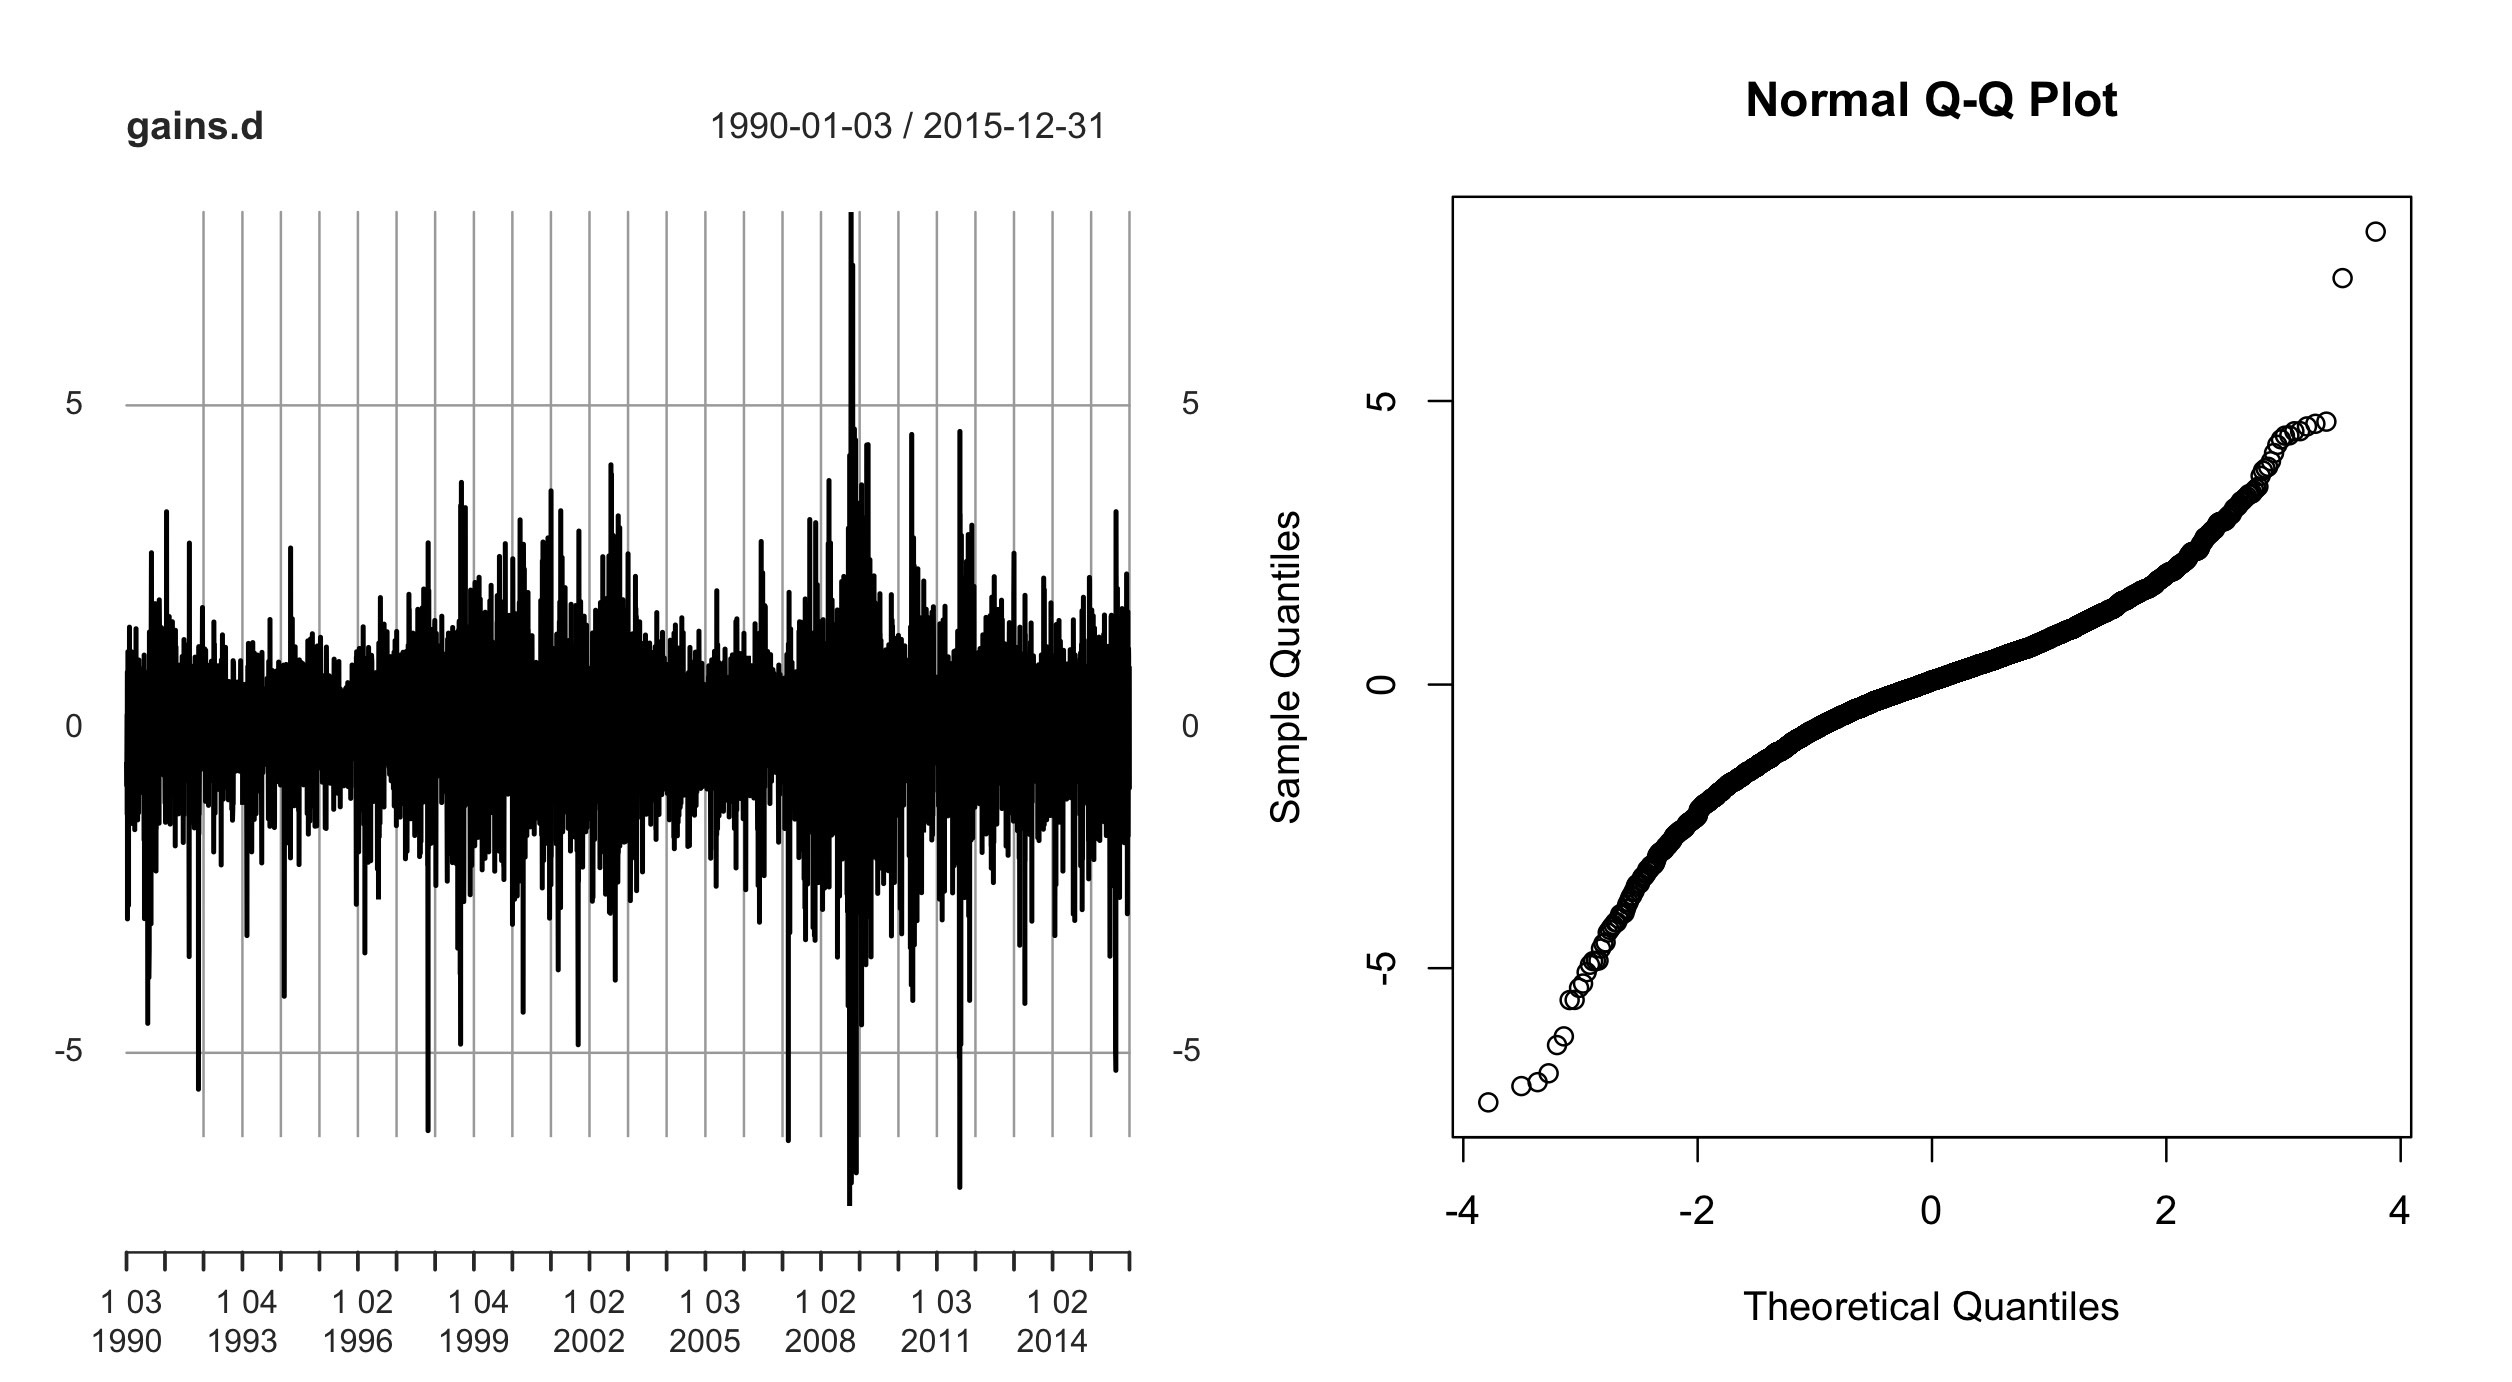 gains.d 1990-01-03 / 2015-12-31
5 5
0 0
-5 -5
1 03 1 04 1 02 1 04 1 02 1 03 1 02 1 03 1 02
1990 1993 1996 1999 2002 2005 2008 2011 2014
Normal Q-Q Plot
Sample Quantiles
5
0
-5
-4 -2 0 2 4
Theoretical Quantiles